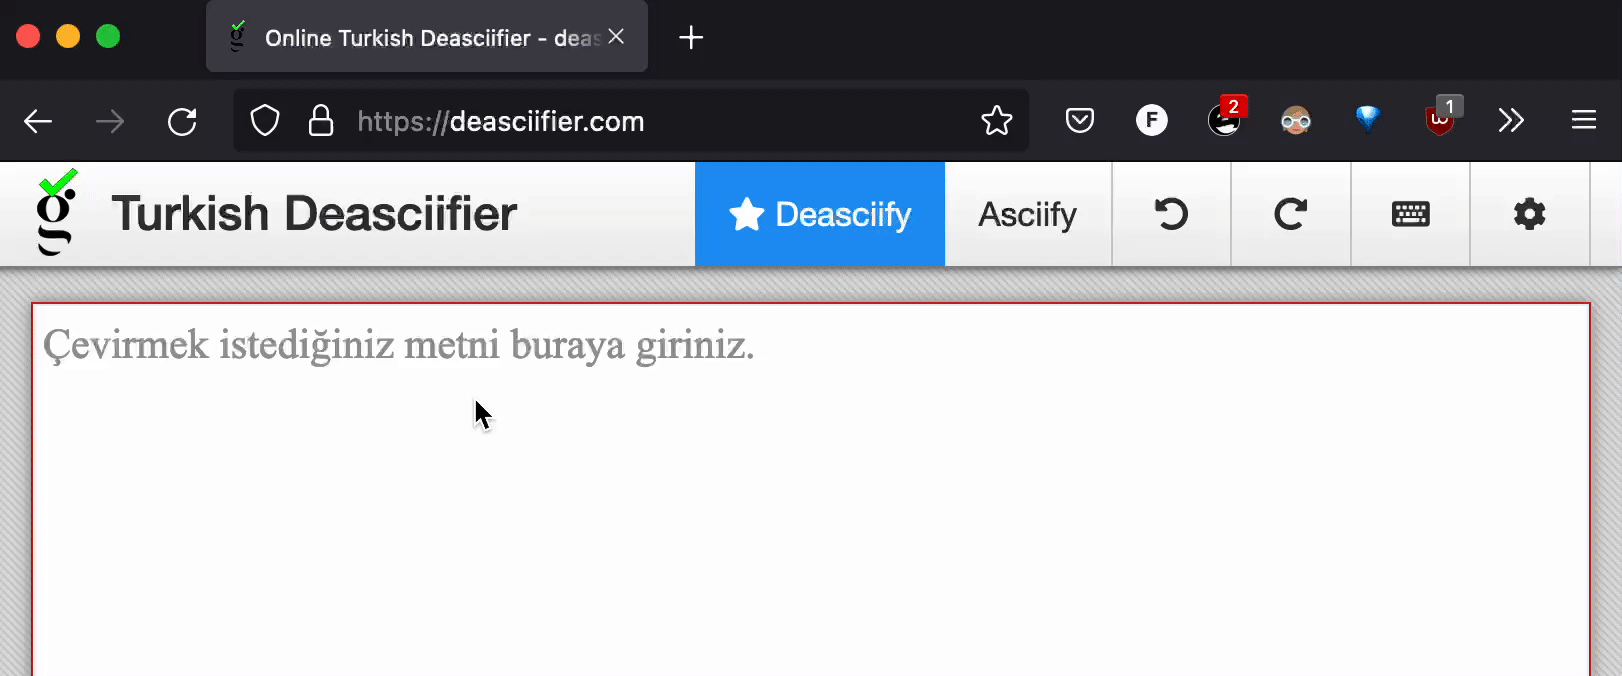 Online Turkish Deasciifier - deas
https://deasciifier.com
F
2
1
Turkish Deasciifier
Deasciify
Asciify
Çevirmek istediğiniz metni buraya giriniz.